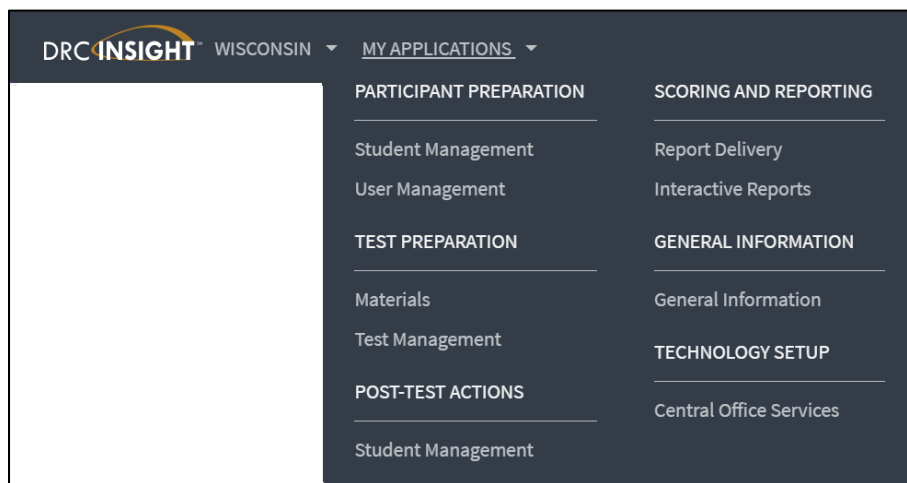 DRC INSIGHT™ WISCONSIN MY APPLICATIONS
PARTICIPANT PREPARATION
Student Management
User Management
TEST PREPARATION
Materials
Test Management
POST-TEST ACTIONS
Student Management
SCORING AND REPORTING
Report Delivery
Interactive Reports
GENERAL INFORMATION
General Information
TECHNOLOGY SETUP
Central Office Services